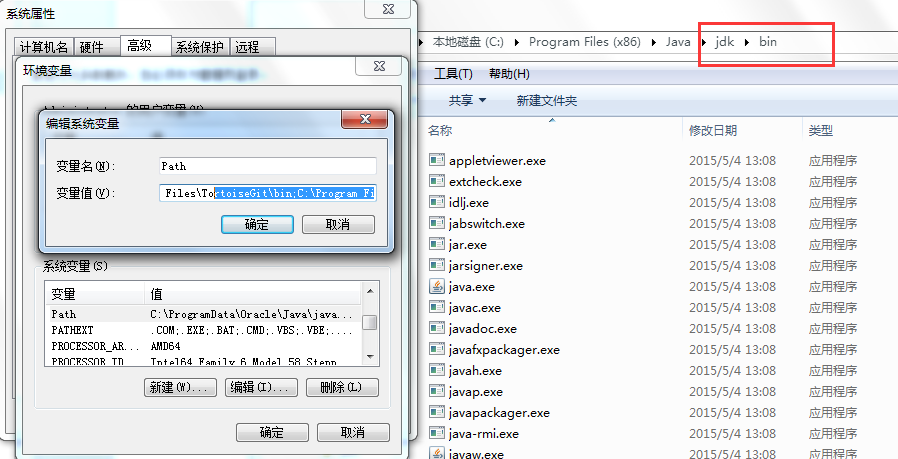 系统属性
计算机名 硬件 高级 系统保护 远程
环境变量
的用户变量(U)
编辑系统变量
变量名(N): Path
变量值(V): Files\TortoiseGit\bin;C:\Program Fi
确定 取消
系统变量(S)
变量 值
Path C:\ProgramData\Oracle\Java\java...
PATHEXT .COM;.EXE;.BAT;.CMD;.VBS;.VBE;....
PROCESSOR_AR... AMD64
PROCESSOR_ID Intel64 Family 6 Model 58 Stepp
新建(W)... 编辑(I)... 删除(L)
确定 取消
本地磁盘 (C:) Program Files (x86) Java jdk bin
工具(T) 帮助(H)
共享 新建文件夹
名称 修改日期 类型
appletviewer.exe 2015/5/4 13:08 应用程序
extcheck.exe 2015/5/4 13:08 应用程序
idlj.exe 2015/5/4 13:08 应用程序
jabswitch.exe 2015/5/4 13:08 应用程序
jar.exe 2015/5/4 13:08 应用程序
jarsigner.exe 2015/5/4 13:08 应用程序
java.exe 2015/5/4 13:08 应用程序
javac.exe 2015/5/4 13:08 应用程序
javadoc.exe 2015/5/4 13:08 应用程序
javafxpackager.exe 2015/5/4 13:08 应用程序
javah.exe 2015/5/4 13:08 应用程序
javap.exe 2015/5/4 13:08 应用程序
javapackager.exe 2015/5/4 13:08 应用程序
java-rmi.exe 2015/5/4 13:08 应用程序
javaw.exe 2015/5/4 13:08 应用程序